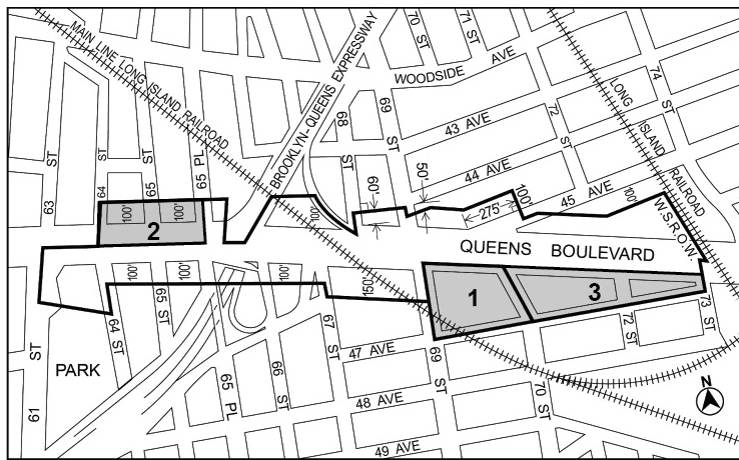 MAIN LINE LONG ISLAND RAILROAD
BROOKLYN-QUEENS EXPRESSWAY
70 ST
71 ST
WOODSIDE AVE
69 ST
68 ST
43 AVE
44 AVE
45 AVE
72 ST
74 ST
LONG ISLAND RAILROAD
W.S.R.O.W.
63 ST
64 ST
65 ST
65 PL
100'
100'
2
100'
60'
50'
275'
100'
100'
QUEENS BOULEVARD
100'
100'
100'
150'
1
3
64 ST
65 ST
65 PL
66 ST
67 ST
69 ST
70 ST
72 ST
73 ST
47 AVE
48 AVE
49 AVE
61 ST
PARK
N